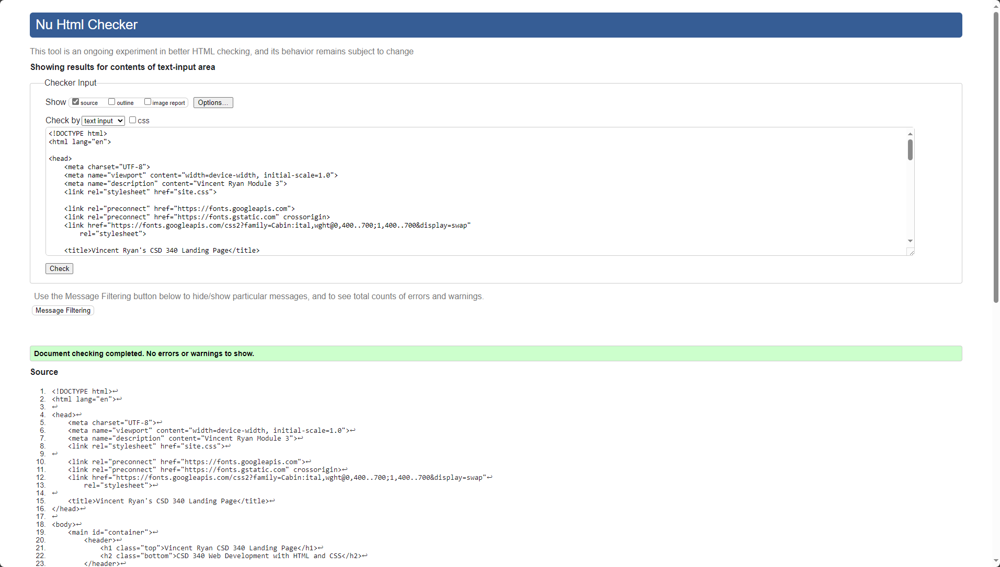 Nu Html Checker
This tool is an ongoing experiment in better HTML checking, and its behavior remains subject to change
Showing results for contents of text-input area
Checker Input
Show source outline image report Options...
Check by text input css
<!DOCTYPE html>
<html lang="en">
<head>
    <meta charset="UTF-8">
    <meta name="viewport" content="width=device-width, initial-scale=1.0">
    <meta name="description" content="Vincent Ryan Module 3">
    <link rel="stylesheet" href="site.css">
    <link rel="preconnect" href="https://fonts.googleapis.com">
    <link rel="preconnect" href="https://fonts.gstatic.com" crossorigin>
    <link href="https://fonts.googleapis.com/css2?family=Cabin:ital,wght@0,400..700;1,400..700&display=swap"
        rel="stylesheet">
    <title>Vincent Ryan's CSD 340 Landing Page</title>
Check
Use the Message Filtering button below to hide/show particular messages, and to see total counts of errors and warnings.
Message Filtering
Document checking completed. No errors or warnings to show.
Source
1. <!DOCTYPE html>↩
2. <html lang="en">↩
3. ↩
4. <head>↩
5.     <meta charset="UTF-8">↩
6.     <meta name="viewport" content="width=device-width, initial-scale=1.0">↩
7.     <meta name="description" content="Vincent Ryan Module 3">↩
8.     <link rel="stylesheet" href="site.css">↩
9. ↩
10.     <link rel="preconnect" href="https://fonts.googleapis.com">↩
11.     <link rel="preconnect" href="https://fonts.gstatic.com" crossorigin>↩
12.     <link href="https://fonts.googleapis.com/css2?family=Cabin:ital,wght@0,400..700;1,400..700&display=swap"↩
13.         rel="stylesheet">↩
14. ↩
15.     <title>Vincent Ryan's CSD 340 Landing Page</title>↩
16. </head>↩
17. ↩
18. <body>↩
19.     <main id="container">↩
20.         <header>↩
21.             <h1 class="top">Vincent Ryan CSD 340 Landing Page</h1>↩
22.             <h2 class="bottom">CSD 340 Web Development with HTML and CSS</h2>↩
23.         </header>↩